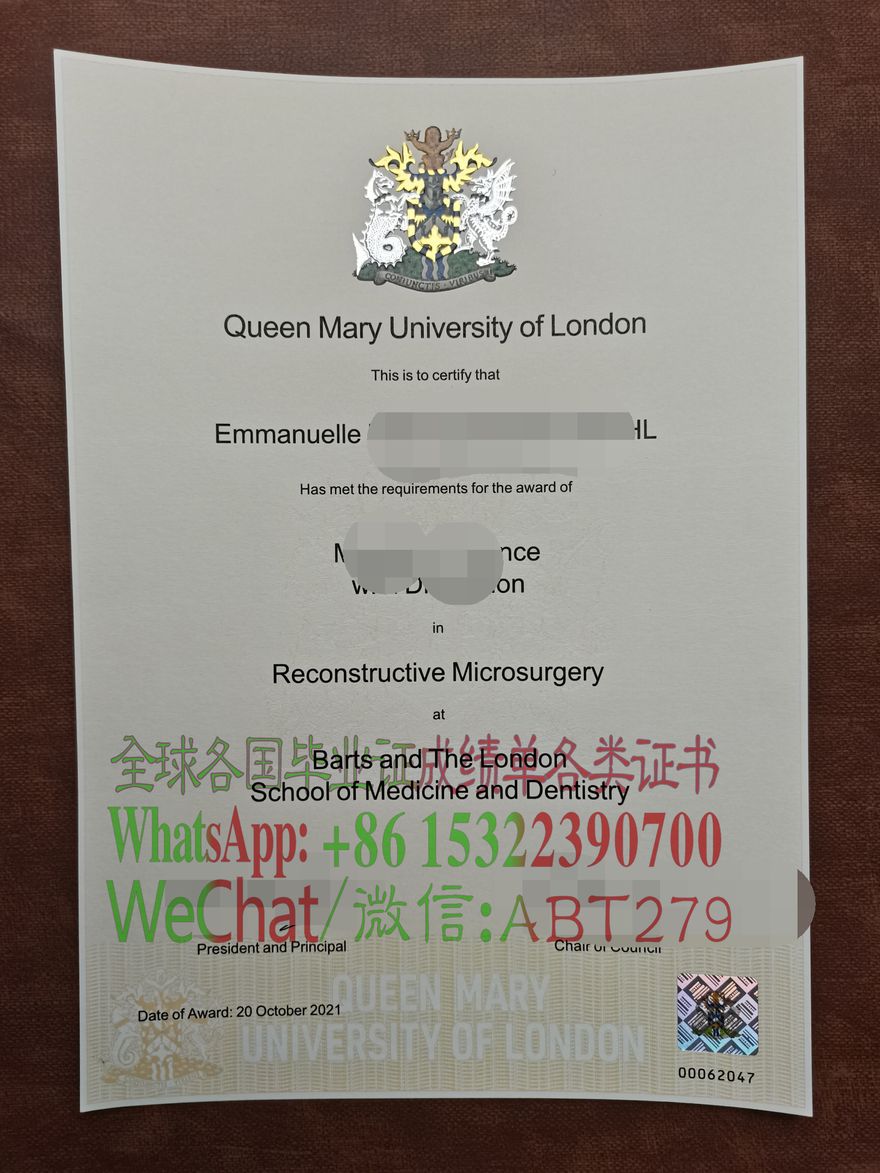 CONJUNCTIS · VIRIBUS
Queen Mary University of London
This is to certify that
Emmanuelle HL
Has met the requirements for the award of
in
Reconstructive Microsurgery
at
全球各国毕业证成绩单各类证书
Barts and The London
School of Medicine and Dentistry
WhatsApp: +86 15322390700
WeChat/微信:ABT279
President and Principal
Chair of Council
Date of Award: 20 October 2021
QUEEN MARY
UNIVERSITY OF LONDON
00062047